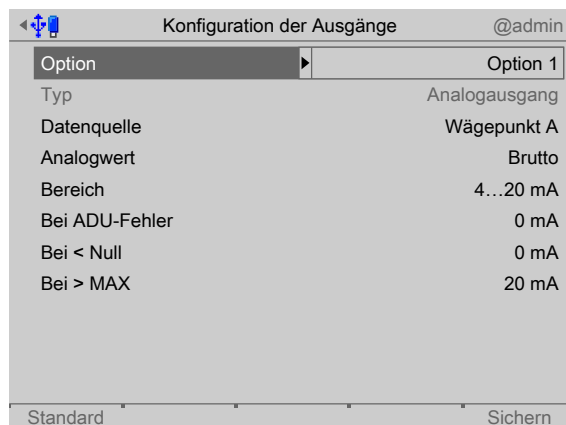 Konfiguration der Ausgänge @admin
Option Option 1
Typ Analogausgang
Datenquelle Wägepunkt A
Analogwert Brutto
Bereich 4…20 mA
Bei ADU-Fehler 0 mA
Bei < Null 0 mA
Bei > MAX 20 mA
Standard Sichern